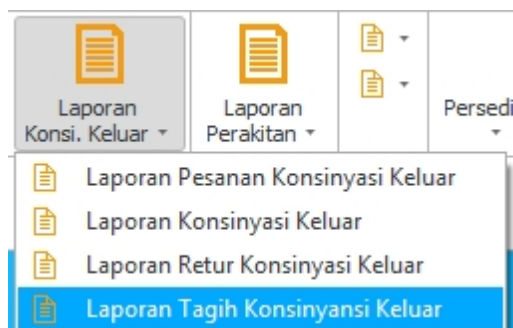 Laporan
Konsi. Keluar
Laporan
Perakitan
Persedi
Laporan Pesanan Konsinyasi Keluar
Laporan Konsinyasi Keluar
Laporan Retur Konsinyasi Keluar
Laporan Tagih Konsinyansi Keluar